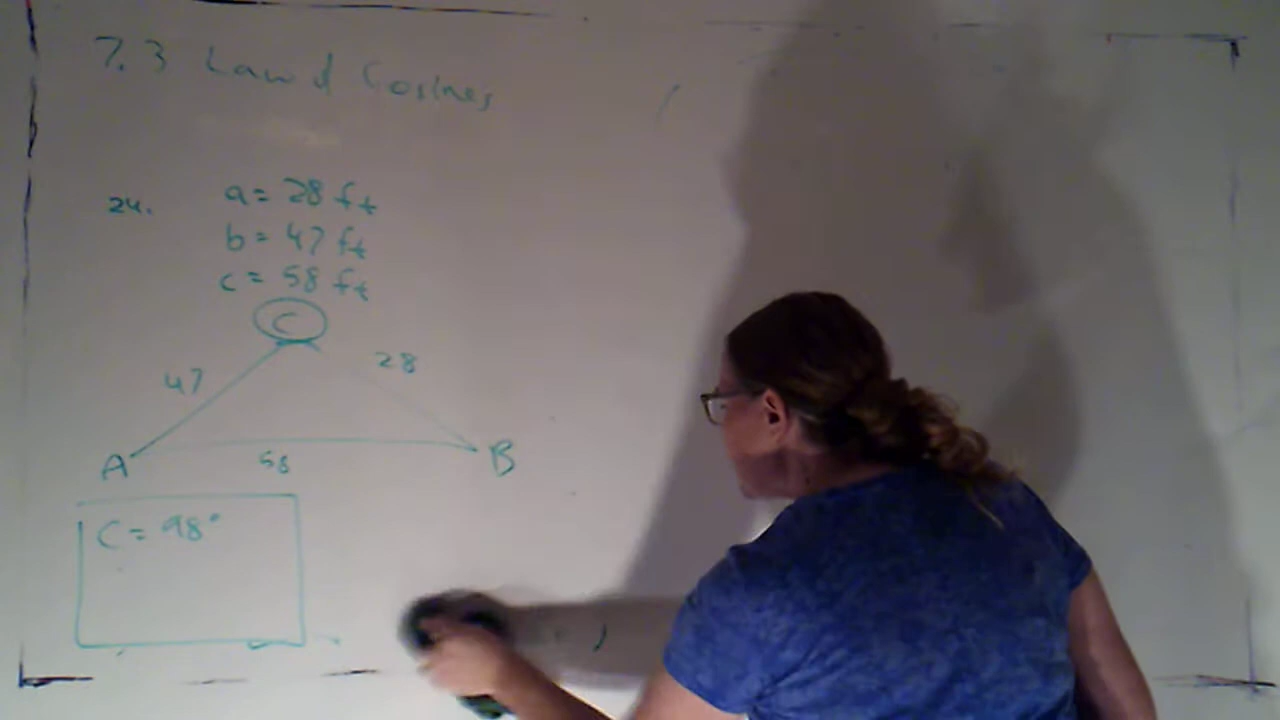 7.3 Law of Cosines
24.
a = 28 ft
b = 47 ft
c = 58 ft
C
47
28
A
58
B
C = 98°